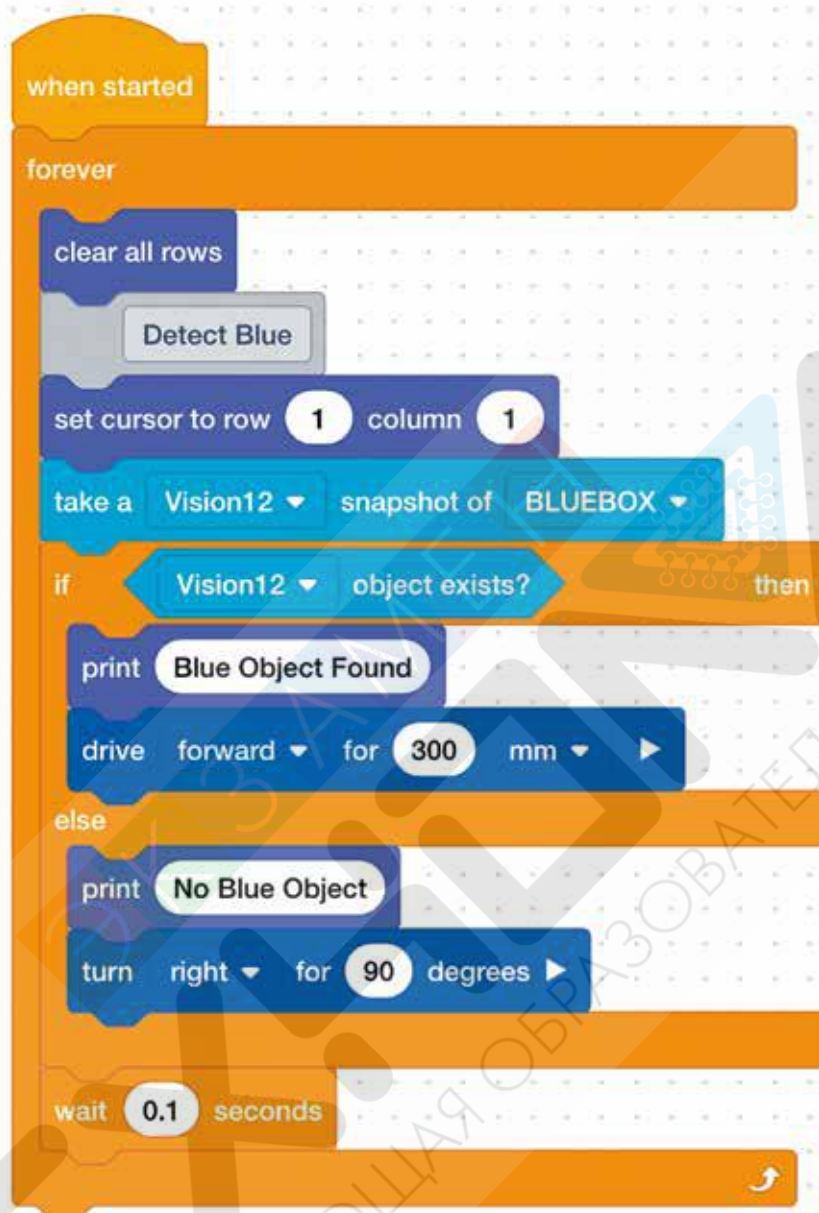 when started
forever
clear all rows
Detect Blue
set cursor to row 1 column 1
take a Vision12 snapshot of BLUEBOX
if Vision12 object exists? then
print Blue Object Found
drive forward for 300 mm
else
print No Blue Object
turn right for 90 degrees
wait 0.1 seconds